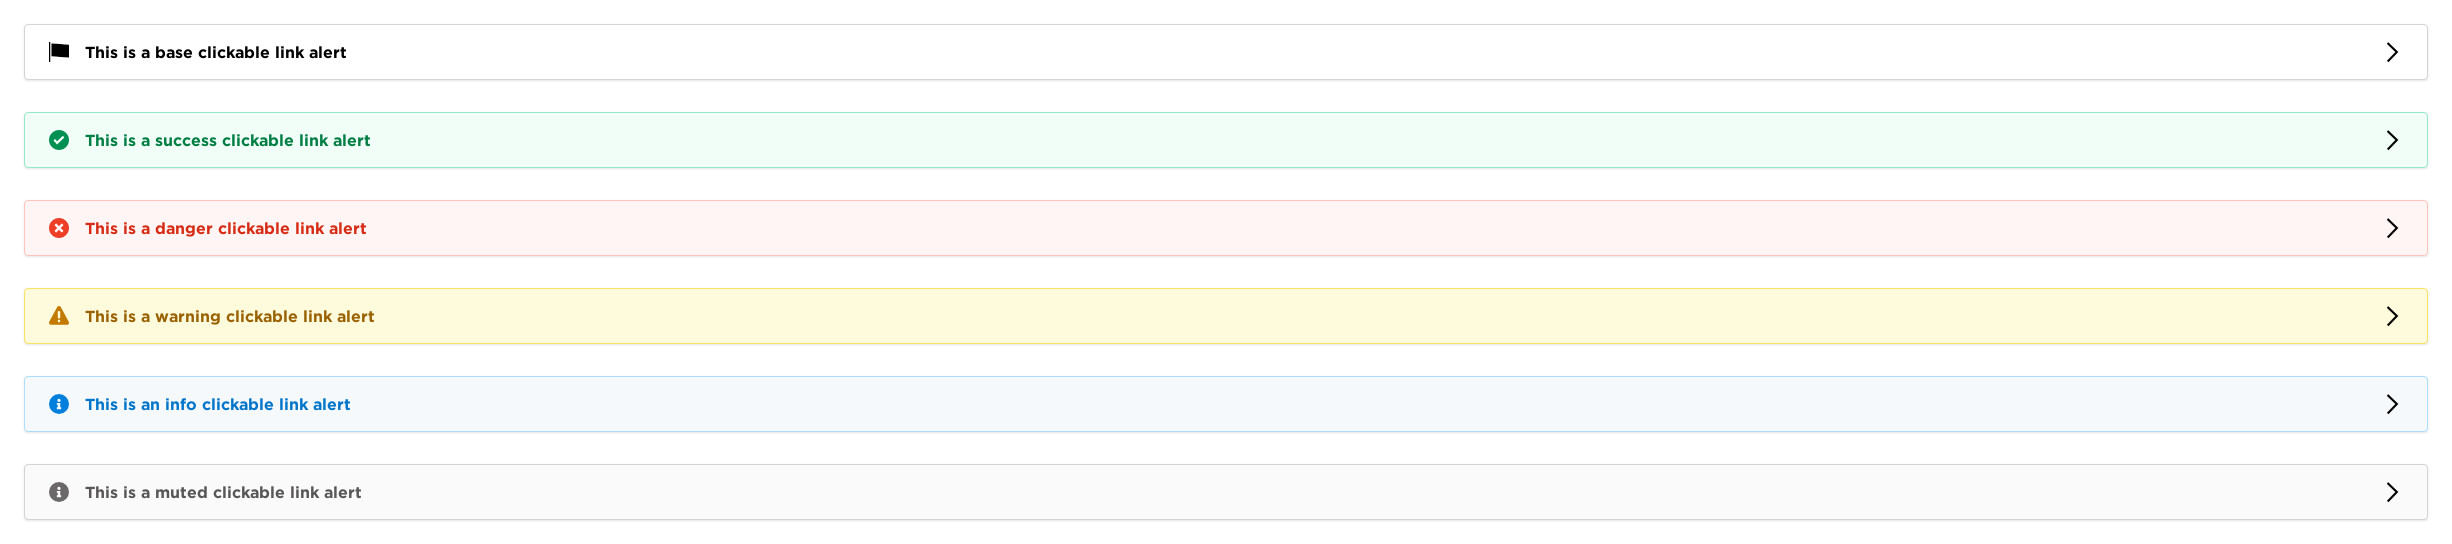 This is a base clickable link alert
This is a success clickable link alert
This is a danger clickable link alert
This is a warning clickable link alert
This is an info clickable link alert
This is a muted clickable link alert